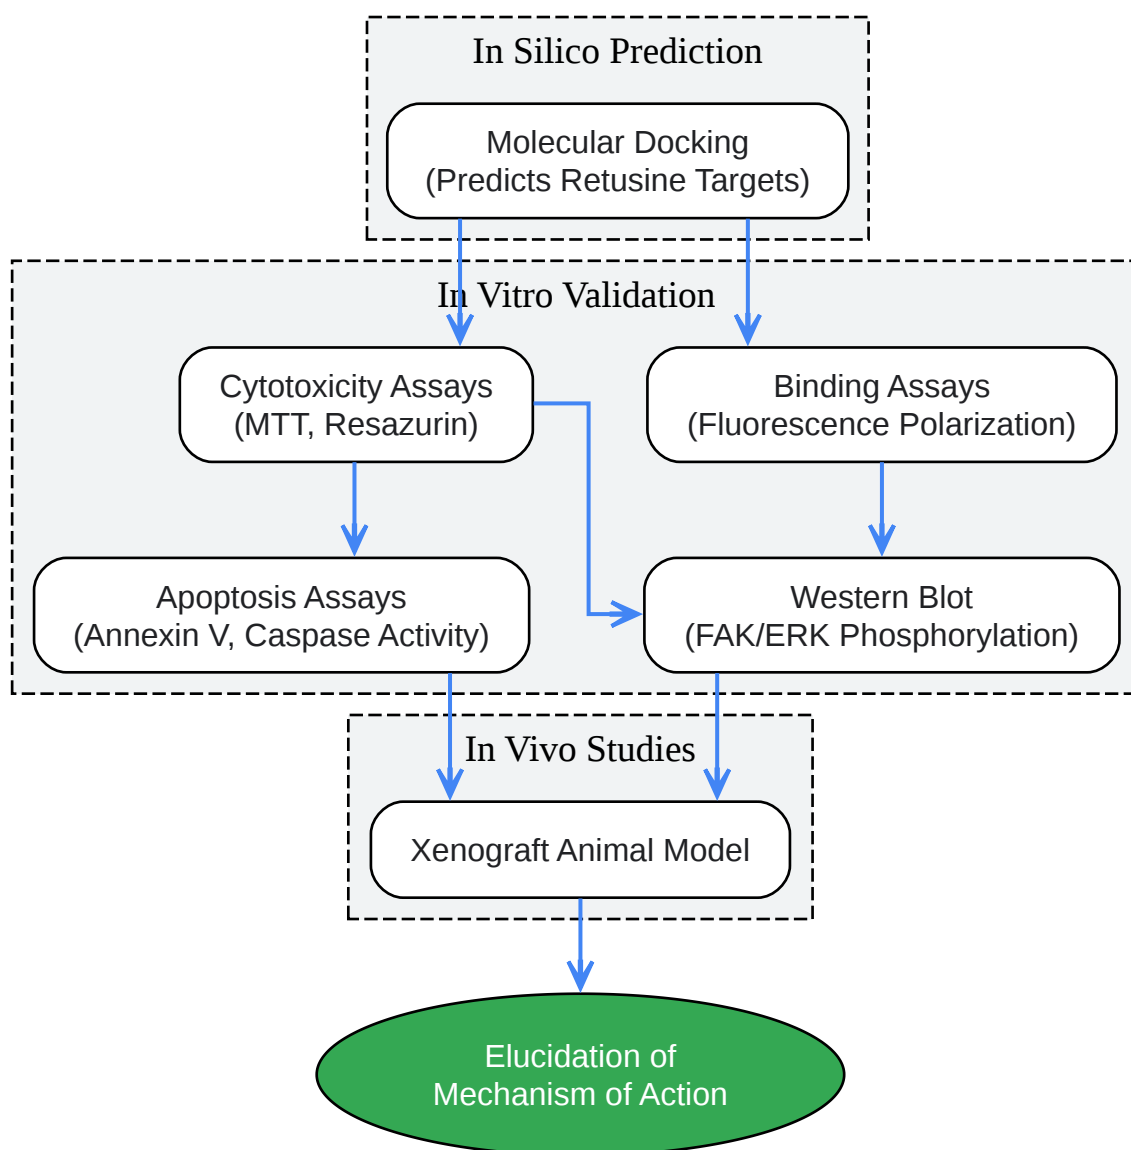 In Silico Prediction
Molecular Docking
(Predicts Retusine Targets)
In Vitro Validation
Cytotoxicity Assays
(MTT, Resazurin)
Binding Assays
(Fluorescence Polarization)
Apoptosis Assays
(Annexin V, Caspase Activity)
Western Blot
(FAK/ERK Phosphorylation)
In Vivo Studies
Xenograft Animal Model
Elucidation of
Mechanism of Action